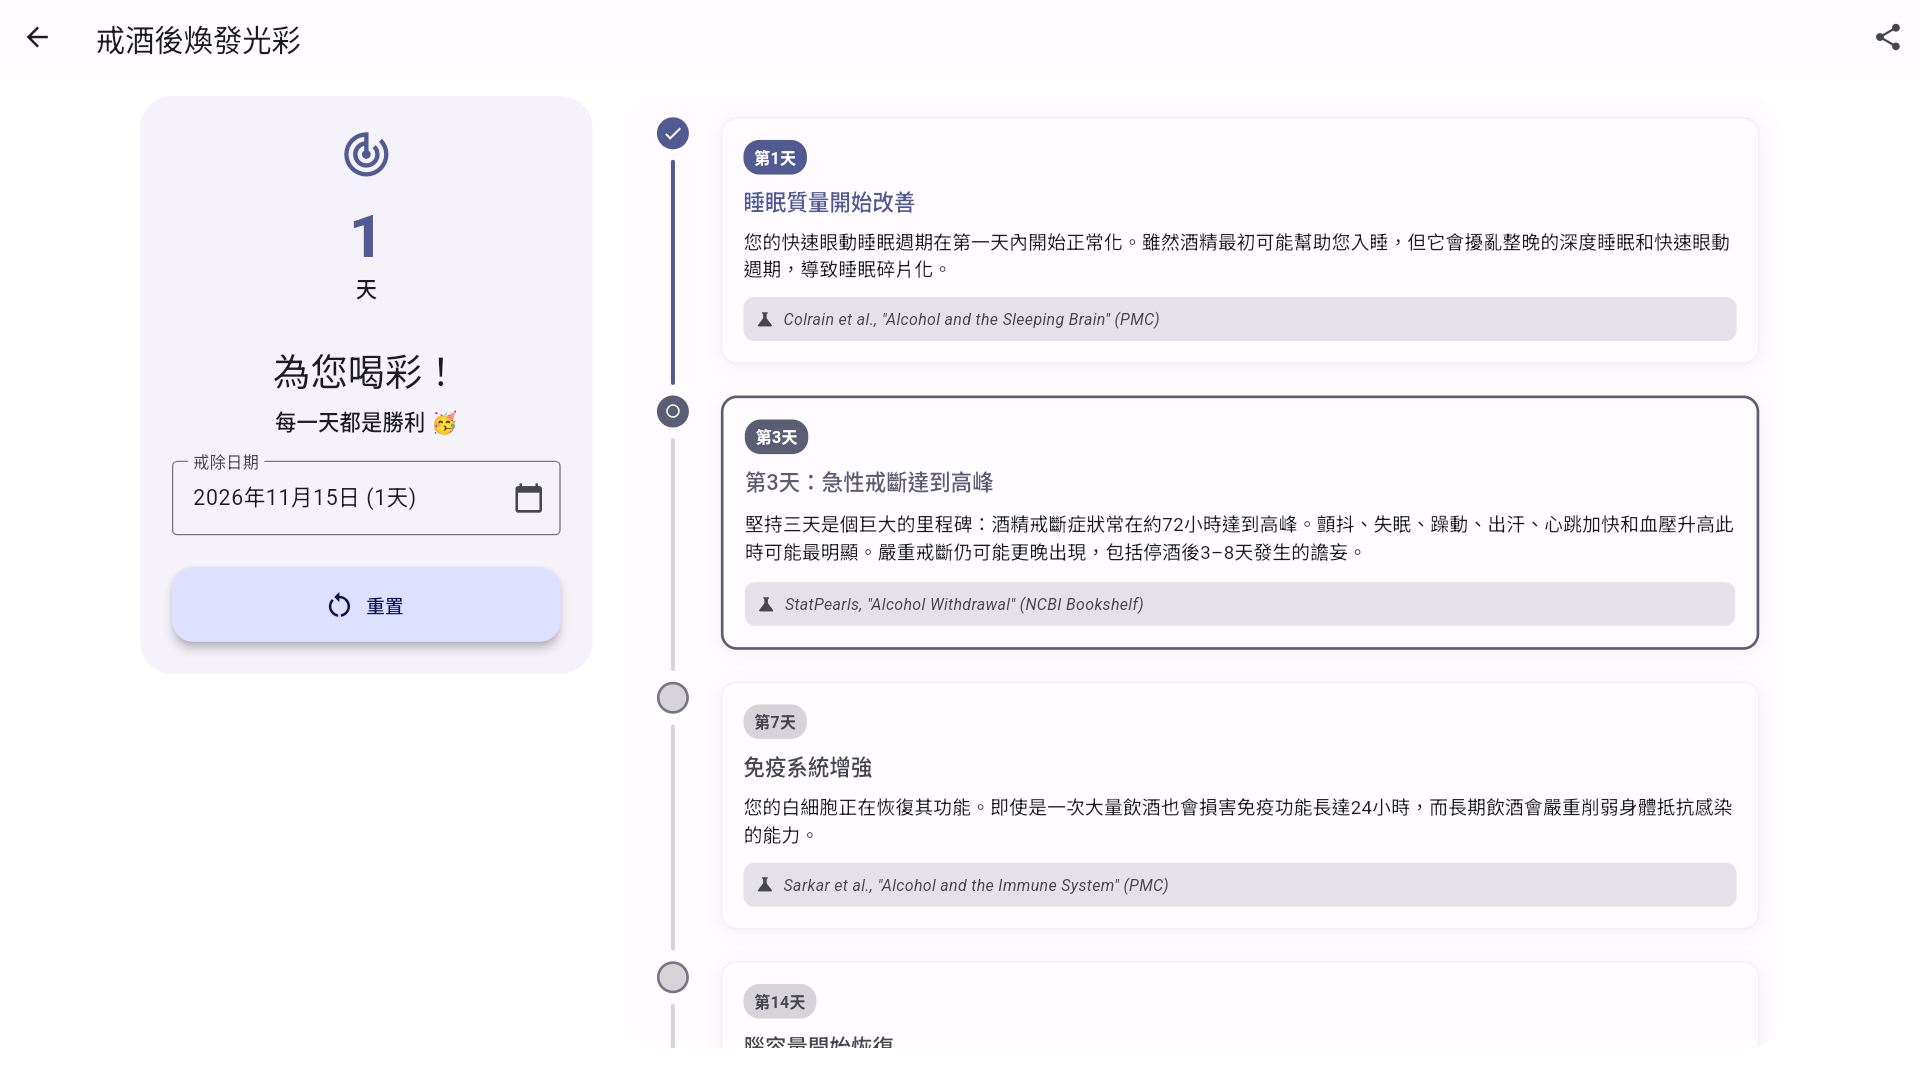 戒酒後煥發光彩
1
天
為您喝彩！
每一天都是勝利 🥳
戒除日期
2026年11月15日 (1天)
重置
第1天
睡眠質量開始改善
您的快速眼動睡眠週期在第一天內開始正常化。雖然酒精最初可能幫助您入睡，但它會擾亂整晚的深度睡眠和快速眼動
週期，導致睡眠碎片化。
Colrain et al., "Alcohol and the Sleeping Brain" (PMC)
第3天
第3天：急性戒斷達到高峰
堅持三天是個巨大的里程碑：酒精戒斷症狀常在約72小時達到高峰。顫抖、失眠、躁動、出汗、心跳加快和血壓升高此
時可能最明顯。嚴重戒斷仍可能更晚出現，包括停酒後3–8天發生的譫妄。
StatPearls, "Alcohol Withdrawal" (NCBI Bookshelf)
第7天
免疫系統增強
您的白細胞正在恢復其功能。即使是一次大量飲酒也會損害免疫功能長達24小時，而長期飲酒會嚴重削弱身體抵抗感染
的能力。
Sarkar et al., "Alcohol and the Immune System" (PMC)
第14天
腦容量開始恢復